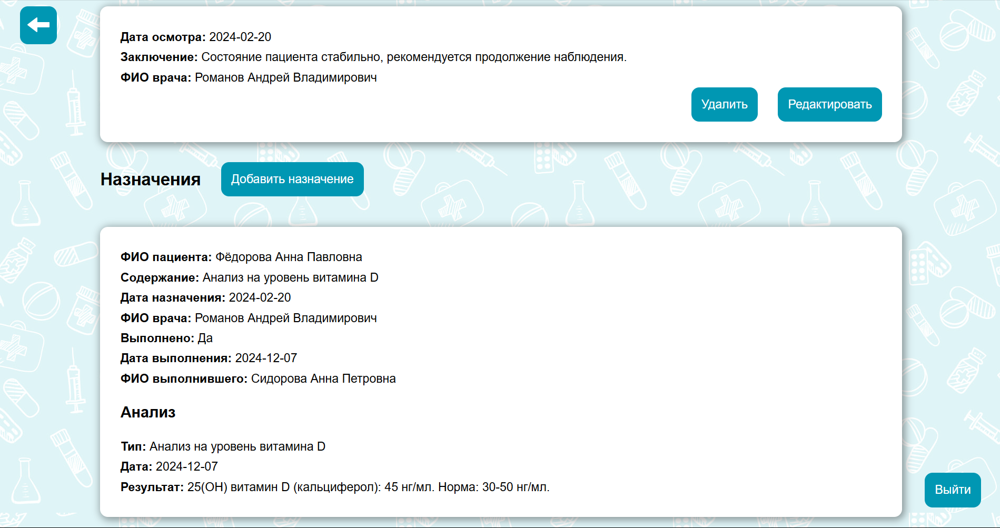 Дата осмотра: 2024-02-20
Заключение: Состояние пациента стабильно, рекомендуется продолжение наблюдения.
ФИО врача: Романов Андрей Владимирович
Удалить
Редактировать
Назначения
Добавить назначение
ФИО пациента: Фёдорова Анна Павловна
Содержание: Анализ на уровень витамина D
Дата назначения: 2024-02-20
ФИО врача: Романов Андрей Владимирович
Выполнено: Да
Дата выполнения: 2024-12-07
ФИО выполнившего: Сидорова Анна Петровна
Анализ
Тип: Анализ на уровень витамина D
Дата: 2024-12-07
Результат: 25(OH) витамин D (кальциферол): 45 нг/мл. Норма: 30-50 нг/мл.
Выйти